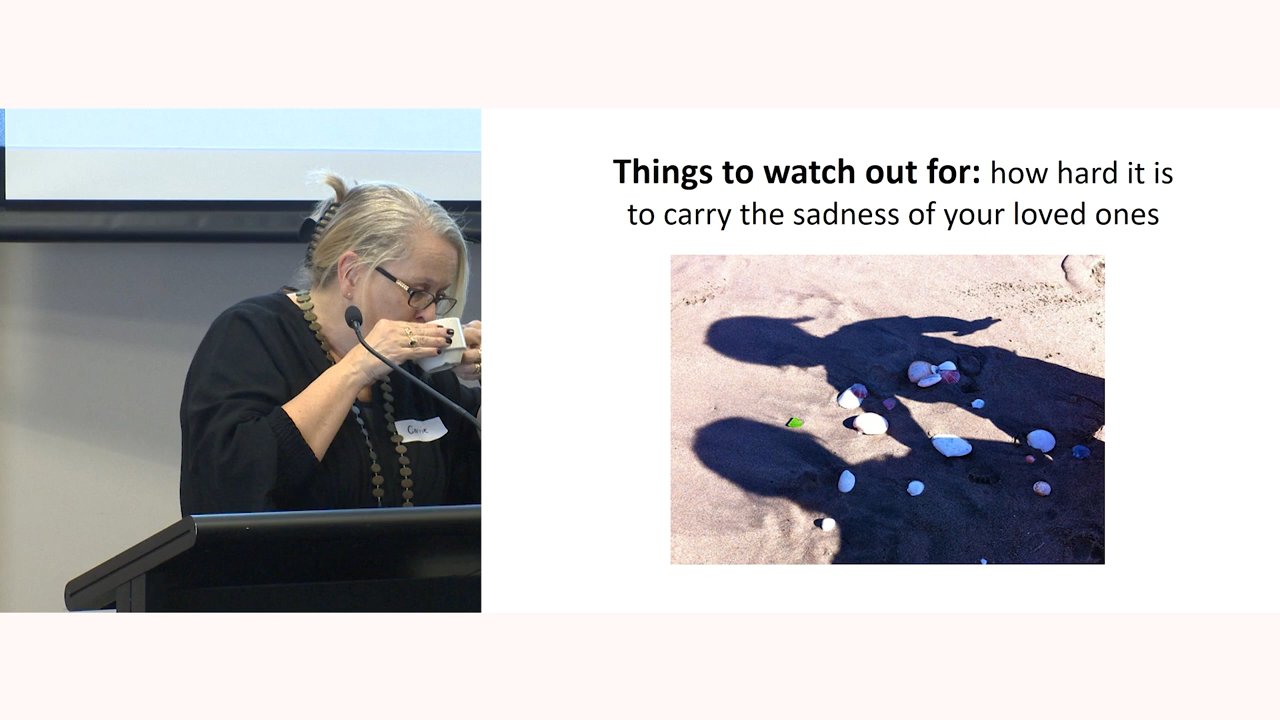 Things to watch out for: how hard it is
to carry the sadness of your loved ones